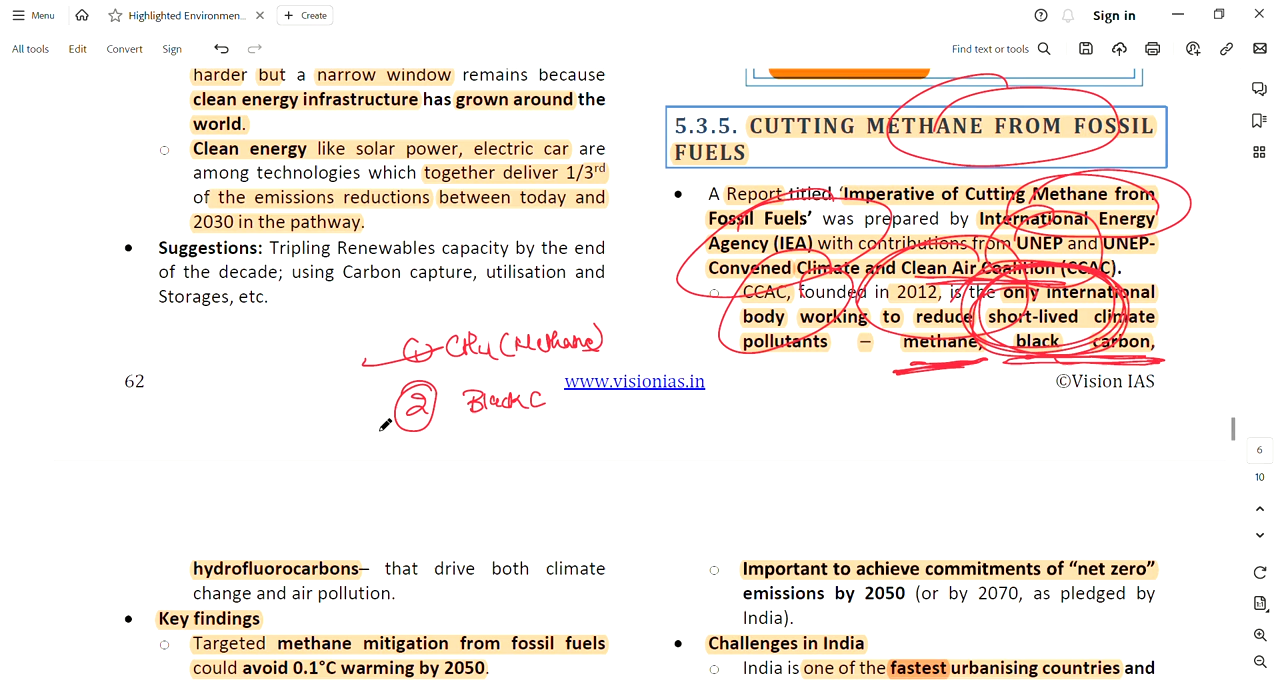 Menu
Highlighted Environmen...
Create
Sign in
All tools
Edit
Convert
Sign
Find text or tools
harder but a narrow window remains because
clean energy infrastructure has grown around the
world.
○ Clean energy like solar power, electric car are
among technologies which together deliver 1/3rd
of the emissions reductions between today and
2030 in the pathway.
• Suggestions: Tripling Renewables capacity by the end
of the decade; using Carbon capture, utilisation and
Storages, etc.
① CH4 (Methane)
② Black C
62
www.visionias.in
5.3.5. CUTTING METHANE FROM FOSSIL
FUELS
• A Report titled 'Imperative of Cutting Methane from
Fossil Fuels' was prepared by International Energy
Agency (IEA) with contributions from UNEP and UNEP-
Convened Climate and Clean Air Coalition (CCAC).
○ CCAC, founded in 2012, is the only international
body working to reduce short-lived climate
pollutants – methane, black carbon,
©Vision IAS
hydrofluorocarbons– that drive both climate
change and air pollution.
• Key findings
○ Targeted methane mitigation from fossil fuels
could avoid 0.1°C warming by 2050.
○ Important to achieve commitments of "net zero"
emissions by 2050 (or by 2070, as pledged by
India).
• Challenges in India
○ India is one of the fastest urbanising countries and
6
10